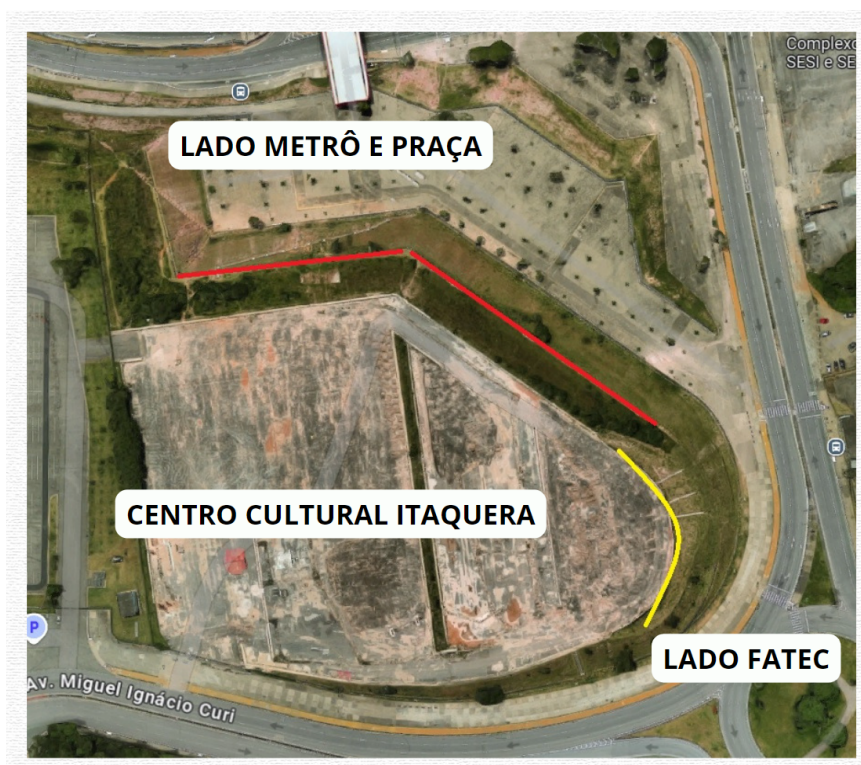 Complexo
SESI e SE
LADO METRÔ E PRAÇA
CENTRO CULTURAL ITAQUERA
P
LADO FATEC
Av. Miguel Ignácio Curi